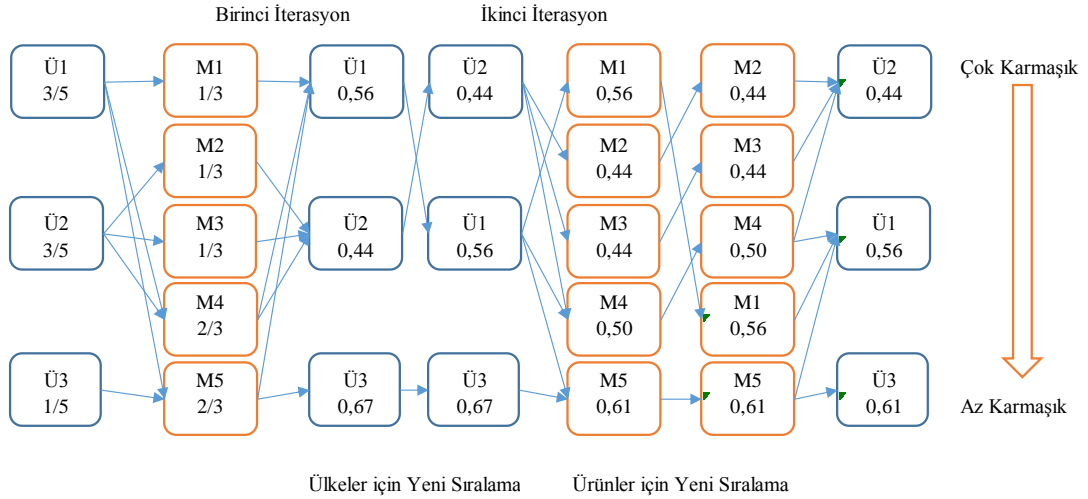 Birinci İterasyon
İkinci İterasyon
Ü1
3/5
Ü2
3/5
Ü3
1/5
M1
1/3
M2
1/3
M3
1/3
M4
2/3
M5
2/3
Ü1
0,56
Ü2
0,44
Ü3
0,67
Ü2
0,44
Ü1
0,56
Ü3
0,67
M1
0,56
M2
0,44
M3
0,44
M4
0,50
M5
0,61
M2
0,44
M3
0,44
M4
0,50
M1
0,56
M5
0,61
Ü2
0,44
Ü1
0,56
Ü3
0,61
Çok Karmaşık
Az Karmaşık
Ülkeler için Yeni Sıralama
Ürünler için Yeni Sıralama